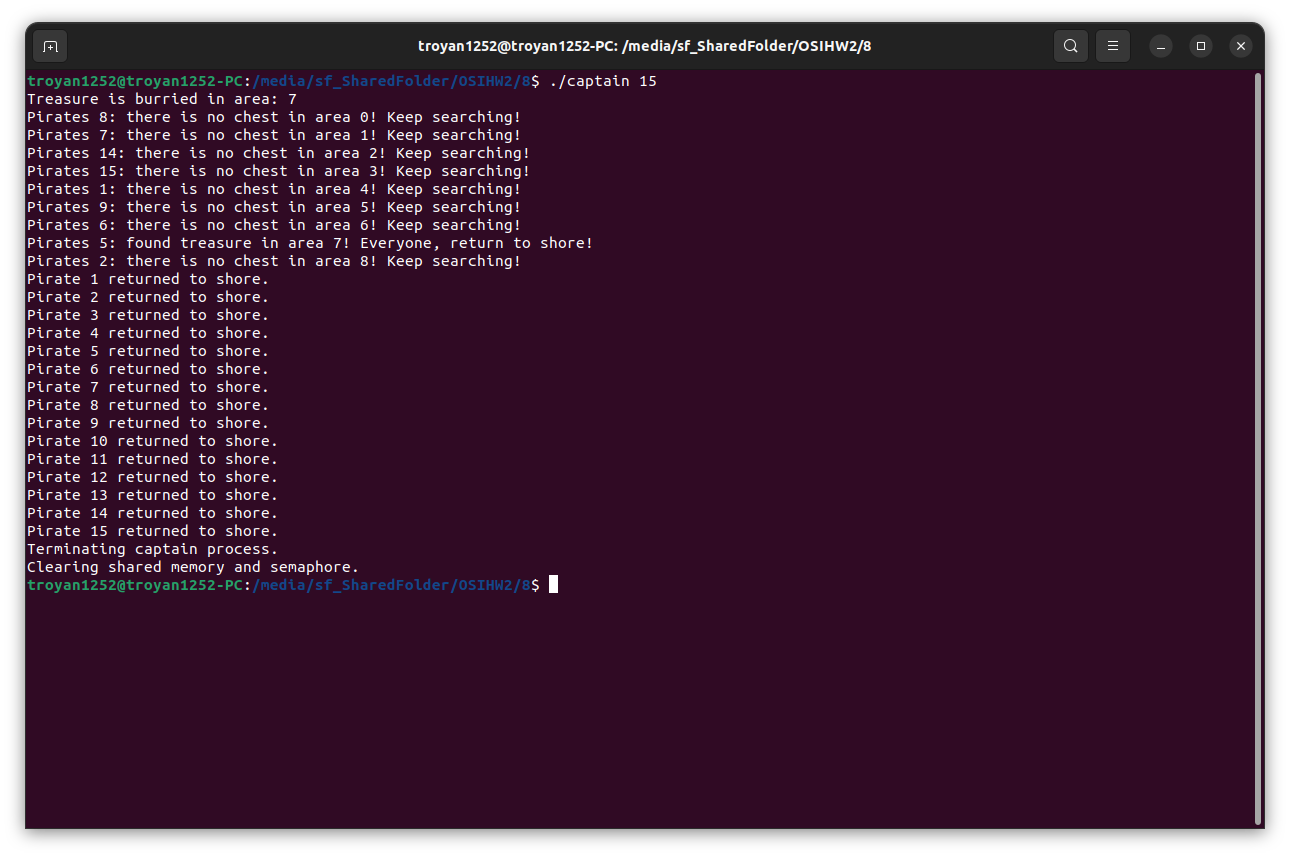 troyan1252@troyan1252-PC: /media/sf_SharedFolder/OSIHW2/8
troyan1252@troyan1252-PC:/media/sf_SharedFolder/OSIHW2/8$ ./captain 15
Treasure is burried in area: 7
Pirates 8: there is no chest in area 0! Keep searching!
Pirates 7: there is no chest in area 1! Keep searching!
Pirates 14: there is no chest in area 2! Keep searching!
Pirates 15: there is no chest in area 3! Keep searching!
Pirates 1: there is no chest in area 4! Keep searching!
Pirates 9: there is no chest in area 5! Keep searching!
Pirates 6: there is no chest in area 6! Keep searching!
Pirates 5: found treasure in area 7! Everyone, return to shore!
Pirates 2: there is no chest in area 8! Keep searching!
Pirate 1 returned to shore.
Pirate 2 returned to shore.
Pirate 3 returned to shore.
Pirate 4 returned to shore.
Pirate 5 returned to shore.
Pirate 6 returned to shore.
Pirate 7 returned to shore.
Pirate 8 returned to shore.
Pirate 9 returned to shore.
Pirate 10 returned to shore.
Pirate 11 returned to shore.
Pirate 12 returned to shore.
Pirate 13 returned to shore.
Pirate 14 returned to shore.
Pirate 15 returned to shore.
Terminating captain process.
Clearing shared memory and semaphore.
troyan1252@troyan1252-PC:/media/sf_SharedFolder/OSIHW2/8$